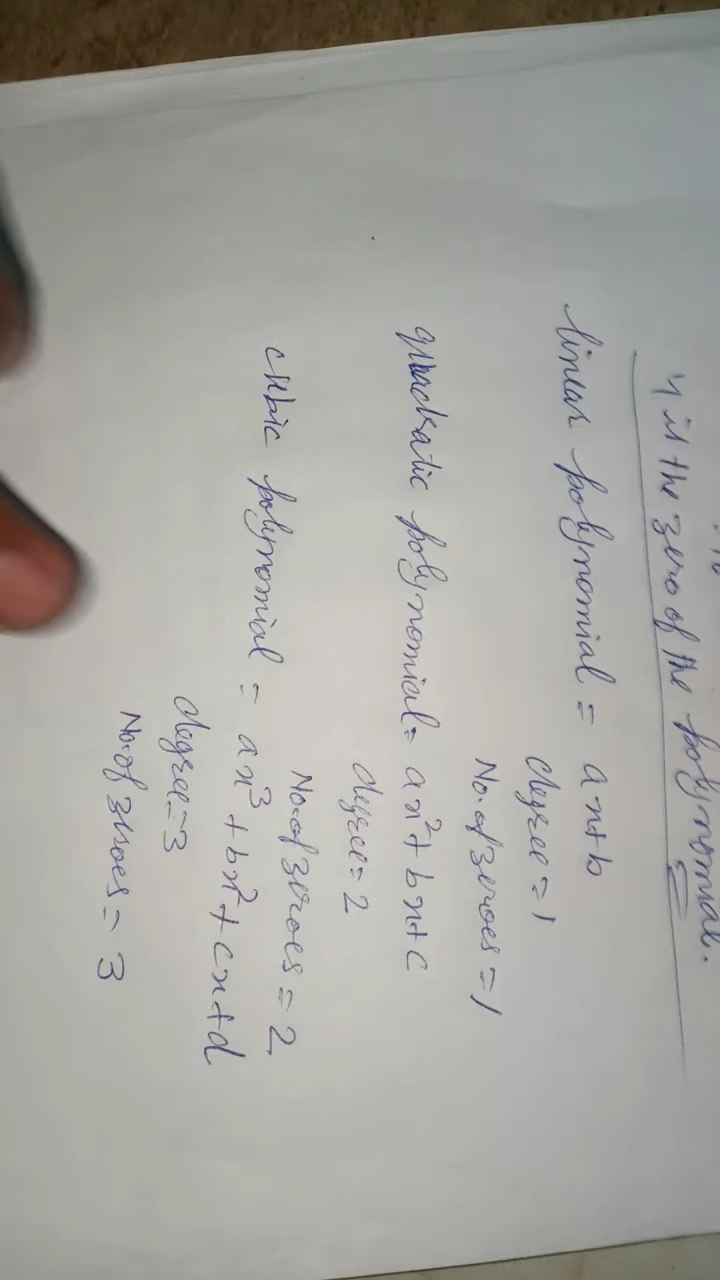 is the zero of the polynomial.
linear polynomial = ax+b
degree = 1
No. of zeroes = 1
quadratic polynomial = ax²+bx+c
degree = 2
No. of zeroes = 2
cubic polynomial = ax³+bx²+cx+d
degree = 3
No. of zeroes = 3